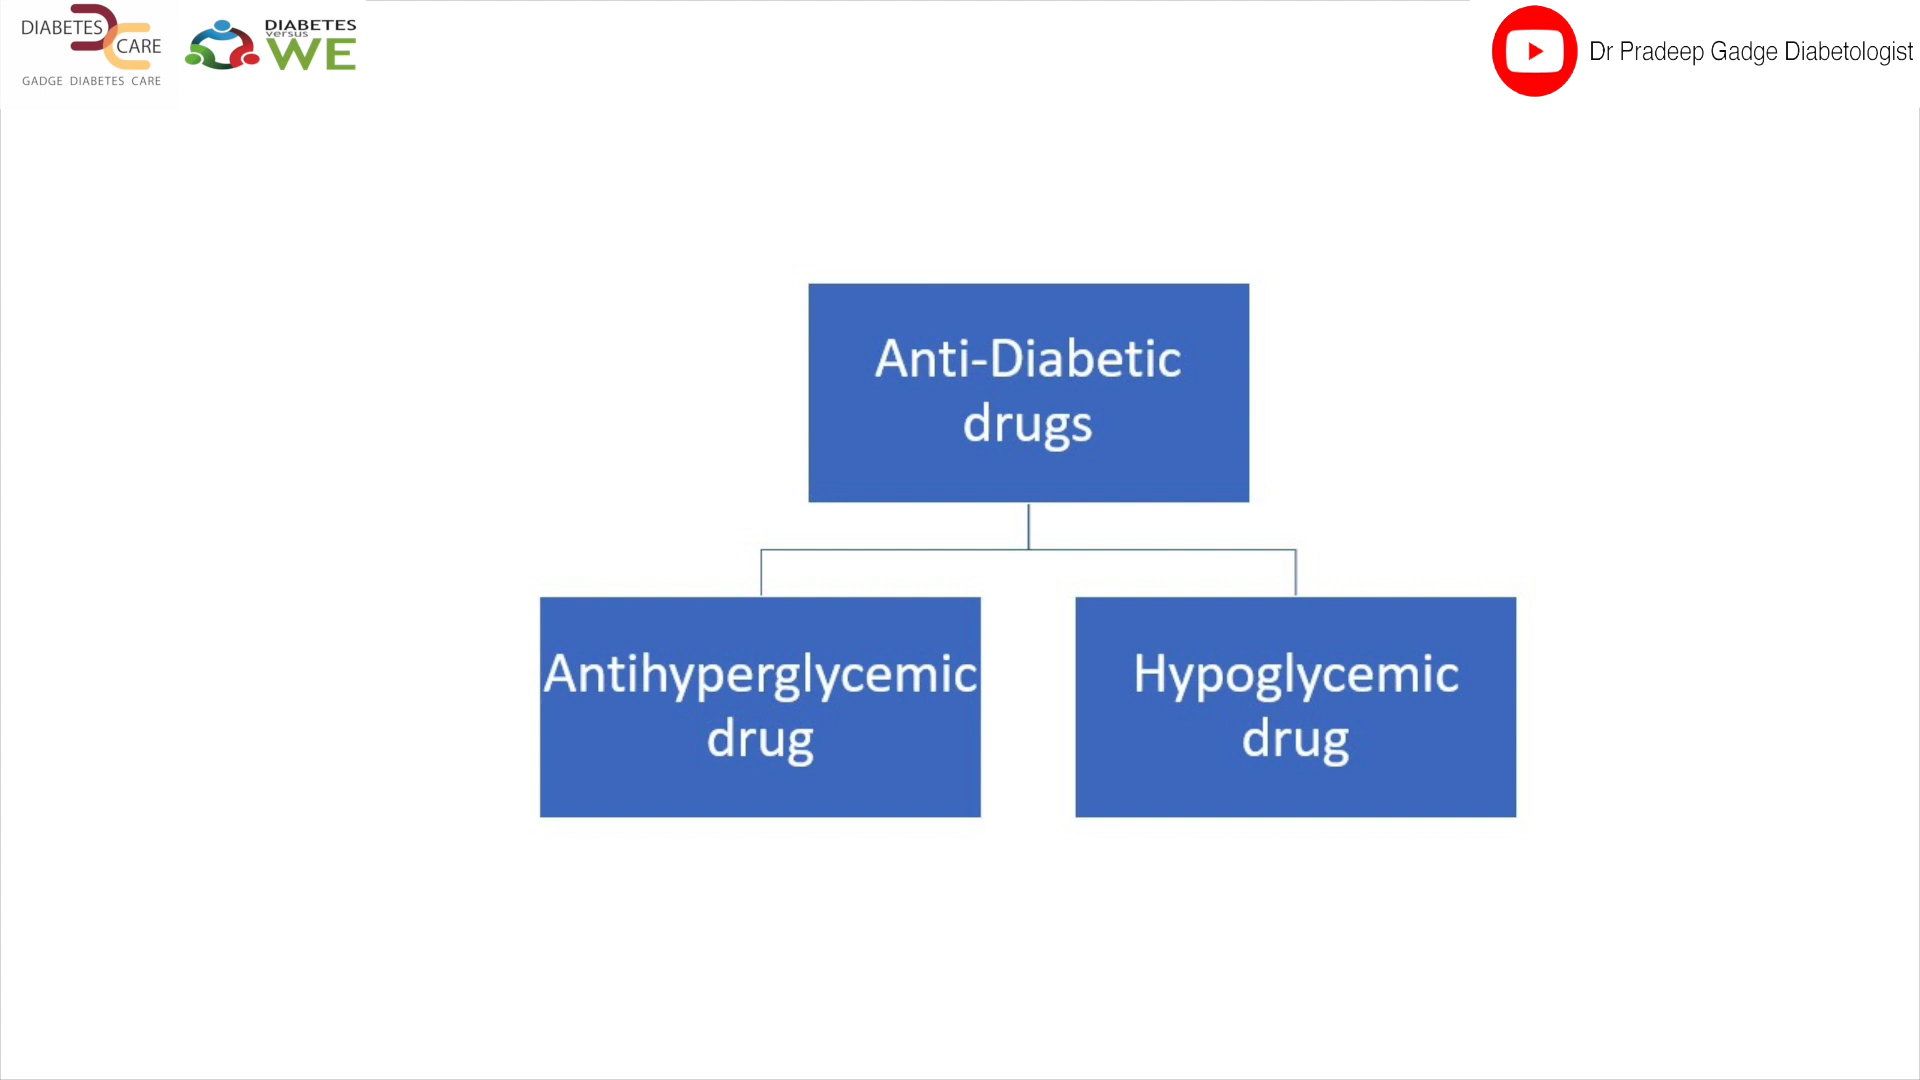 DIABETES
CARE
GADGE DIABETES CARE
DIABETES
versus
WE
Dr Pradeep Gadge Diabetologist
Anti-Diabetic
drugs
Antihyperglycemic
drug
Hypoglycemic
drug